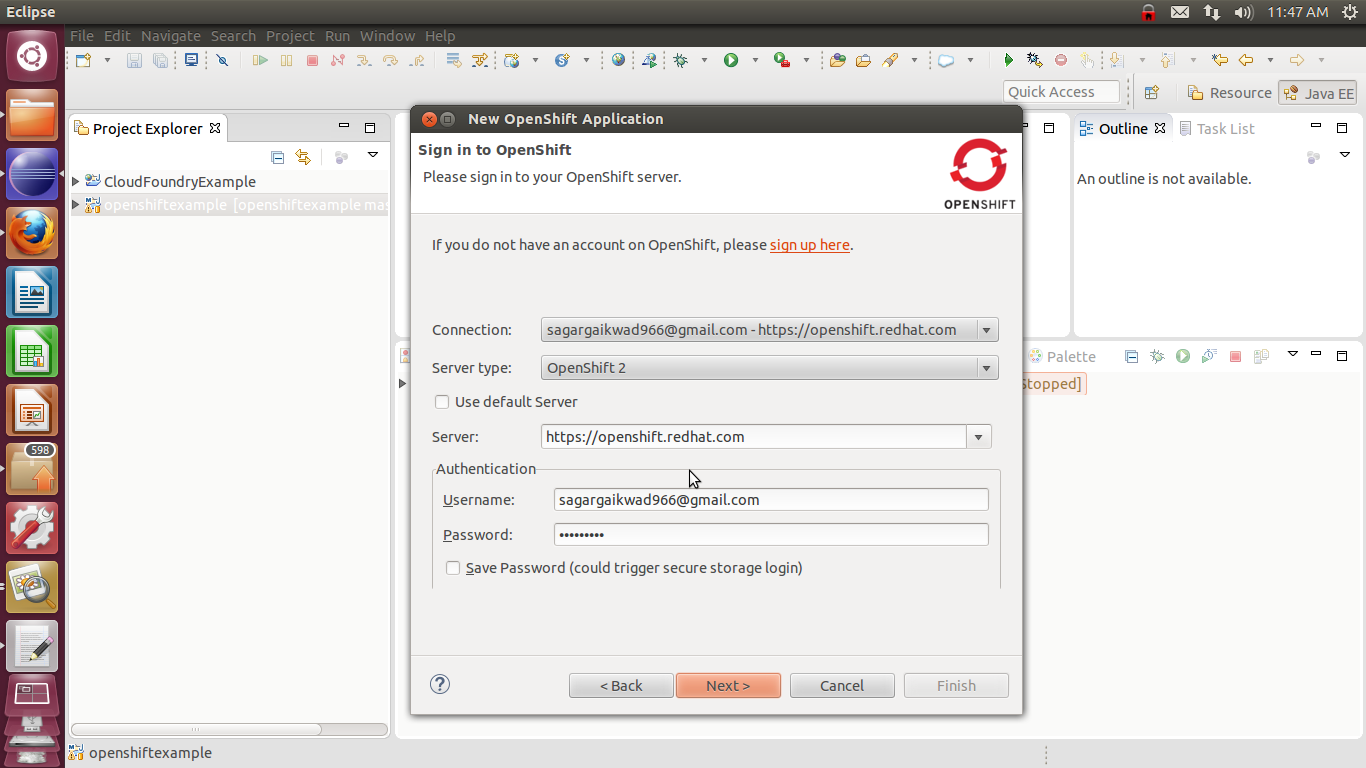 Eclipse
11:47 AM
File Edit Navigate Search Project Run Window Help
Quick Access
Resource
Java EE
Project Explorer
CloudFoundryExample
openshiftexample [openshiftexample mas
New OpenShift Application
Sign in to OpenShift
Please sign in to your OpenShift server.
OPENSHIFT
If you do not have an account on OpenShift, please sign up here.
Connection: sagargaikwad966@gmail.com - https://openshift.redhat.com
Server type: OpenShift 2
Use default Server
Server: https://openshift.redhat.com
Authentication
Username: sagargaikwad966@gmail.com
Password: •••••••••
Save Password (could trigger secure storage login)
< Back
Next >
Cancel
Finish
Outline
Task List
An outline is not available.
Palette
Stopped]
598
openshiftexample